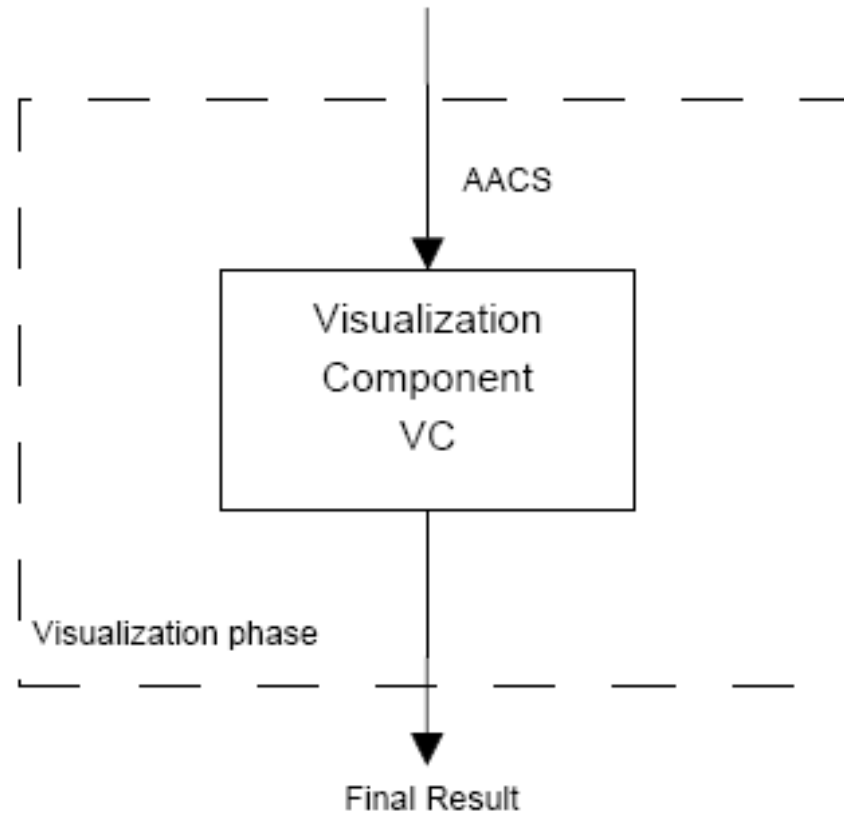 AACS
Visualization
Component
VC
Visualization phase
Final Result